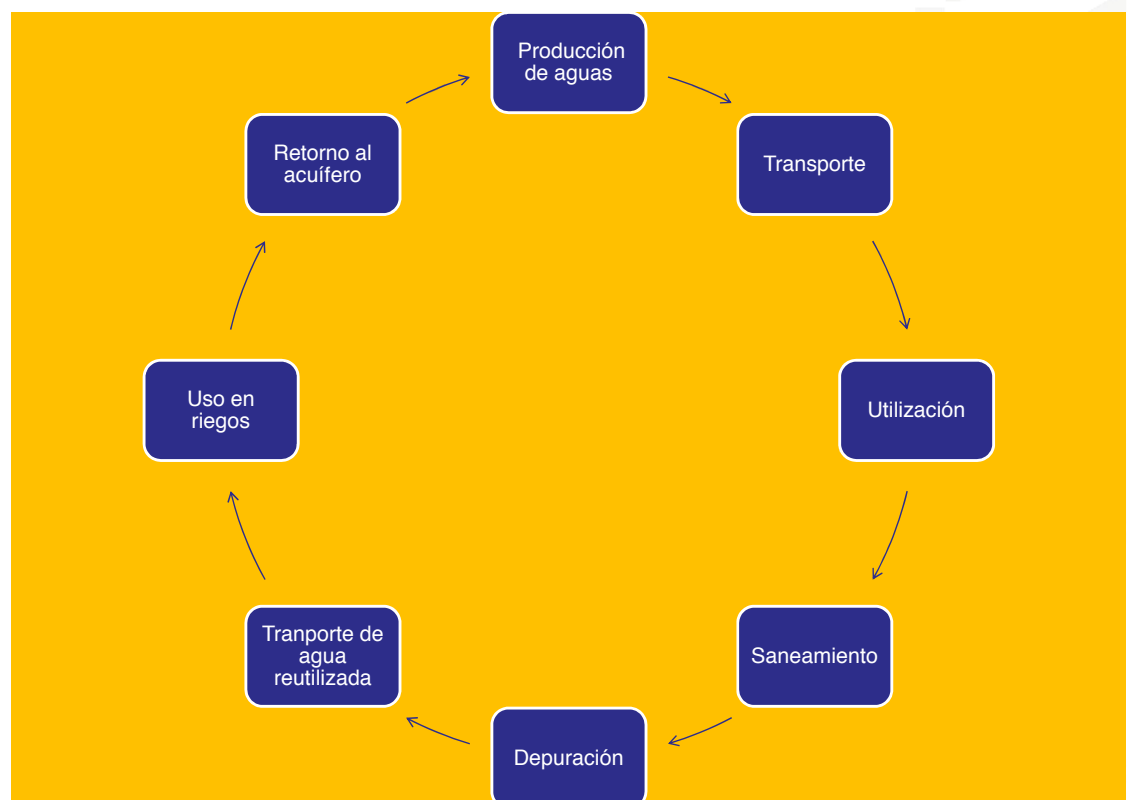 Producción
de aguas
Transporte
Utilización
Saneamiento
Depuración
Tranporte de
agua
reutilizada
Uso en
riegos
Retorno al
acuífero